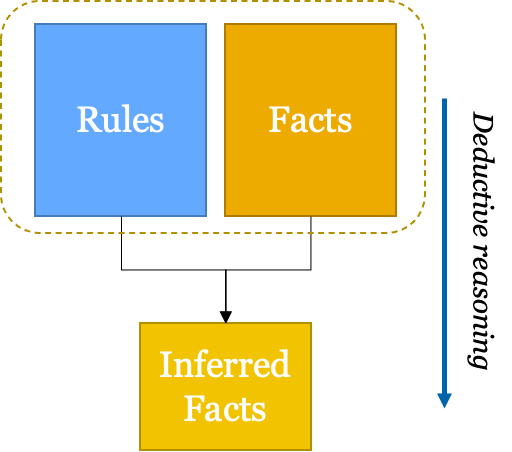 Rules
Facts
Deductive reasoning
Inferred
Facts